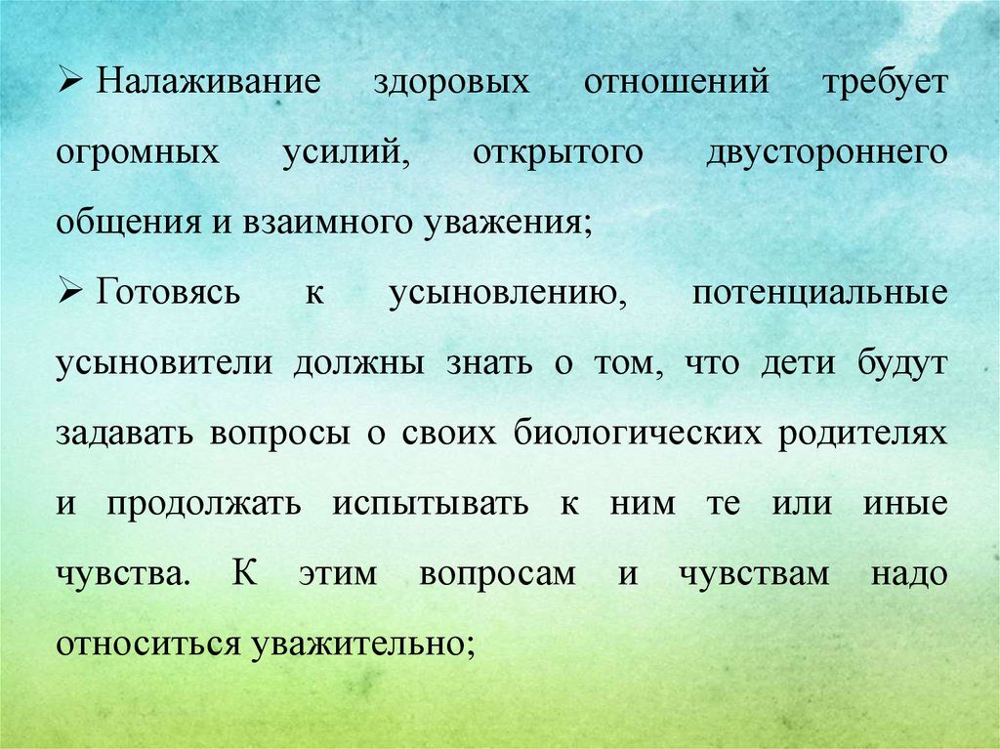 ➢ Налаживание здоровых отношений требует
огромных усилий, открытого двустороннего
общения и взаимного уважения;
➢ Готовясь к усыновлению, потенциальные
усыновители должны знать о том, что дети будут
задавать вопросы о своих биологических родителях
и продолжать испытывать к ним те или иные
чувства. К этим вопросам и чувствам надо
относиться уважительно;